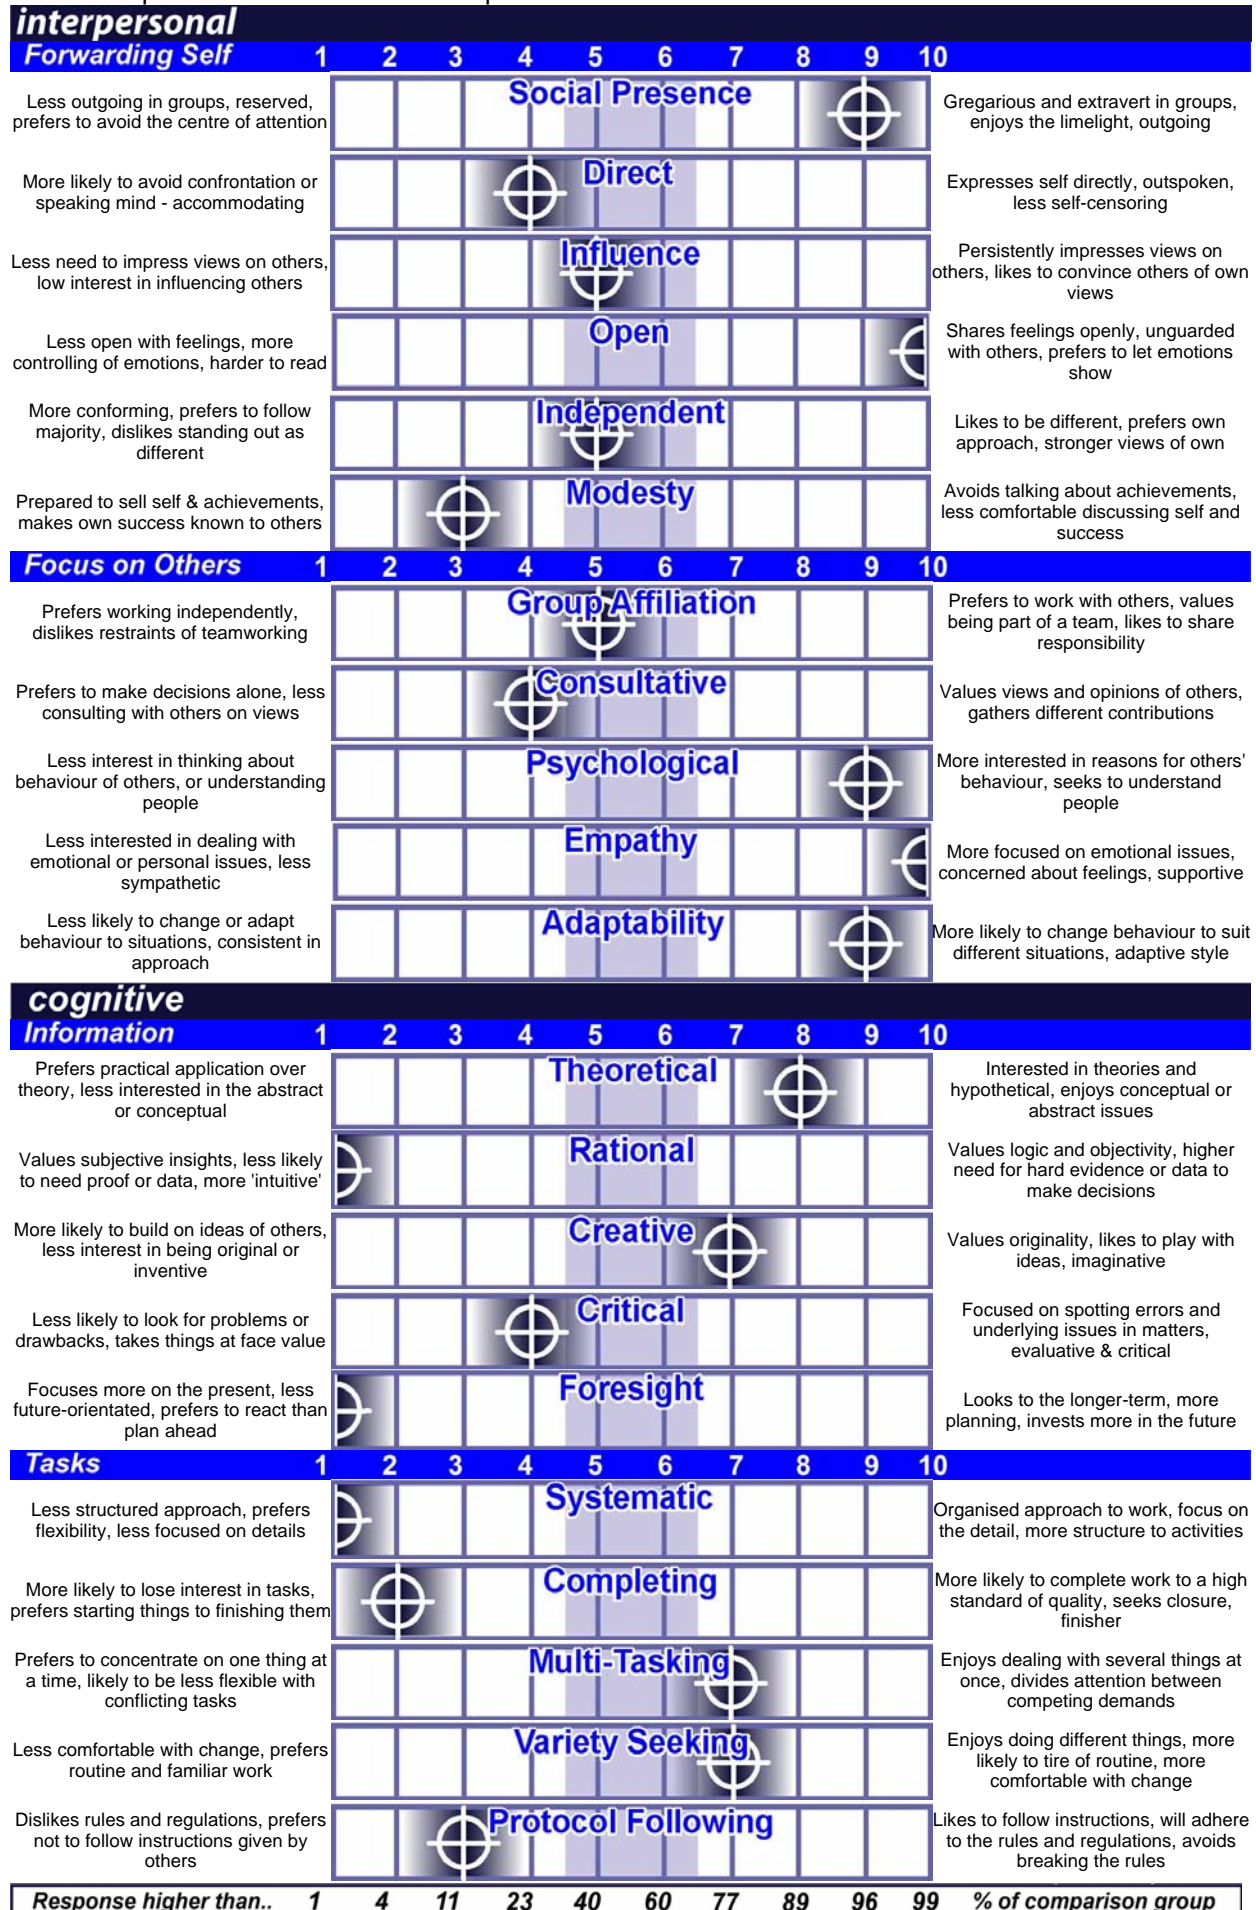 interpersonal
Forwarding Self 1 2 3 4 5 6 7 8 9 10
Social Presence
Less outgoing in groups, reserved,
prefers to avoid the centre of attention
Gregarious and extravert in groups,
enjoys the limelight, outgoing
Direct
More likely to avoid confrontation or
speaking mind - accommodating
Expresses self directly, outspoken,
less self-censoring
Influence
Less need to impress views on others,
low interest in influencing others
Persistently impresses views on
others, likes to convince others of own
views
Open
Less open with feelings, more
controlling of emotions, harder to read
Shares feelings openly, unguarded
with others, prefers to let emotions
show
Independent
More conforming, prefers to follow
majority, dislikes standing out as
different
Likes to be different, prefers own
approach, stronger views of own
Modesty
Prepared to sell self & achievements,
makes own success known to others
Avoids talking about achievements,
less comfortable discussing self and
success
Focus on Others 1 2 3 4 5 6 7 8 9 10
Group Affiliation
Prefers working independently,
dislikes restraints of teamworking
Prefers to work with others, values
being part of a team, likes to share
responsibility
Consultative
Prefers to make decisions alone, less
consulting with others on views
Values views and opinions of others,
gathers different contributions
Psychological
Less interest in thinking about
behaviour of others, or understanding
people
More interested in reasons for others'
behaviour, seeks to understand
people
Empathy
Less interested in dealing with
emotional or personal issues, less
sympathetic
More focused on emotional issues,
concerned about feelings, supportive
Adaptability
Less likely to change or adapt
behaviour to situations, consistent in
approach
More likely to change behaviour to suit
different situations, adaptive style
cognitive
Information 1 2 3 4 5 6 7 8 9 10
Theoretical
Prefers practical application over
theory, less interested in the abstract
or conceptual
Interested in theories and
hypothetical, enjoys conceptual or
abstract issues
Rational
Values subjective insights, less likely
to need proof or data, more 'intuitive'
Values logic and objectivity, higher
need for hard evidence or data to
make decisions
Creative
More likely to build on ideas of others,
less interest in being original or
inventive
Values originality, likes to play with
ideas, imaginative
Critical
Less likely to look for problems or
drawbacks, takes things at face value
Focused on spotting errors and
underlying issues in matters,
evaluative & critical
Foresight
Focuses more on the present, less
future-orientated, prefers to react than
plan ahead
Looks to the longer-term, more
planning, invests more in the future
Tasks 1 2 3 4 5 6 7 8 9 10
Systematic
Less structured approach, prefers
flexibility, less focused on details
Organised approach to work, focus on
the detail, more structure to activities
Completing
More likely to lose interest in tasks,
prefers starting things to finishing them
More likely to complete work to a high
standard of quality, seeks closure,
finisher
Multi-Tasking
Prefers to concentrate on one thing at
a time, likely to be less flexible with
conflicting tasks
Enjoys dealing with several things at
once, divides attention between
competing demands
Variety Seeking
Less comfortable with change, prefers
routine and familiar work
Enjoys doing different things, more
likely to tire of routine, more
comfortable with change
Protocol Following
Dislikes rules and regulations, prefers
not to follow instructions given by
others
Likes to follow instructions, will adhere
to the rules and regulations, avoids
breaking the rules
Response higher than.. 1 4 11 23 40 60 77 89 96 99 % of comparison group